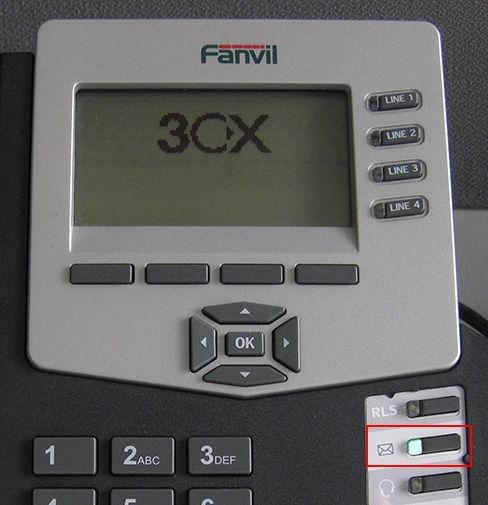 Fanvil
3CX
LINE 1
LINE 2
LINE 3
LINE 4
OK
RLS
1
2ABC
3DEF